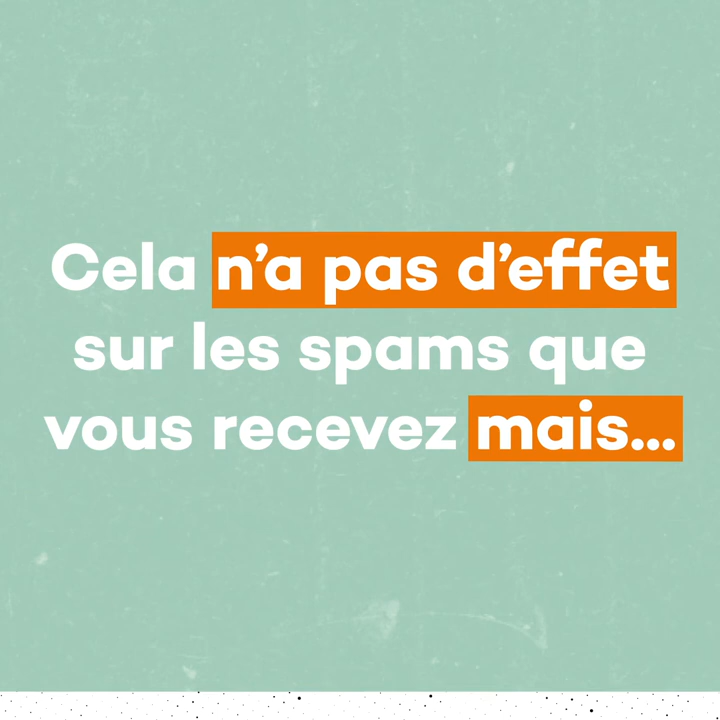 Cela n’a pas d’effet
sur les spams que
vous recevez mais...